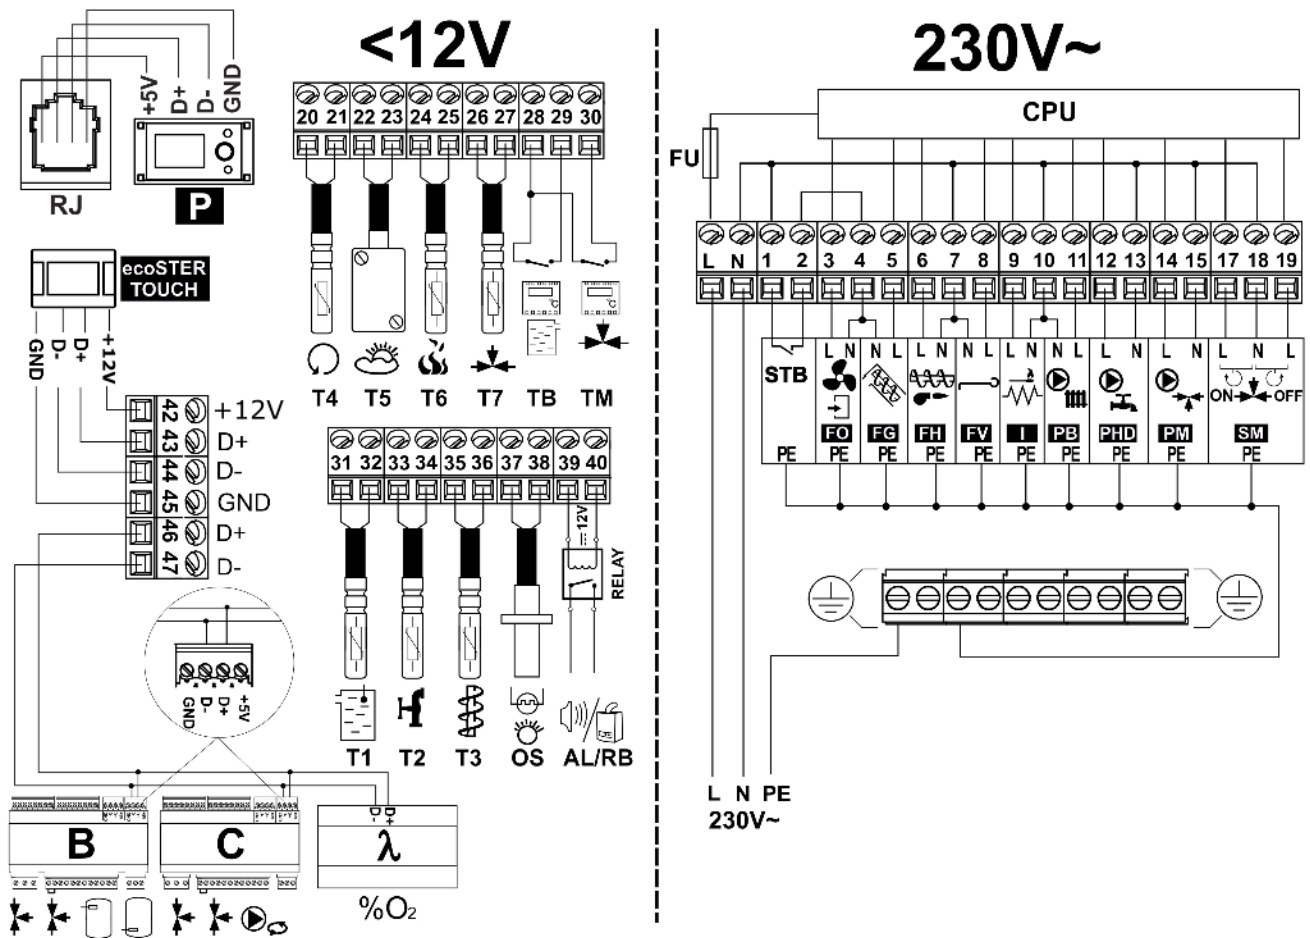 <12V
230V~
+5V
D+
D-
GND
RJ
P
20 21 22 23 24 25 26 27 28 29 30
T4 T5 T6 T7 TB TM
ecoSTER
TOUCH
GND
D-
D+
+12V
42 +12V
43 D+
44 D-
45 GND
46 D+
47 D-
31 32 33 34 35 36 37 38 39 40
12V
RELAY
T1 T2 T3 OS AL/RB
GND
D-
D+
+5V
B
C
D-
D+
λ
%O2
CPU
FU
L N 1 2 3 4 5 6 7 8 9 10 11 12 13 14 15 17 18 19
L N N L L N N L L N N L L N L N L N L
STB
ON OFF
FO FG FH FV I PB PHD PM SM
PE PE PE PE PE PE PE PE PE PE
L N PE
230V~